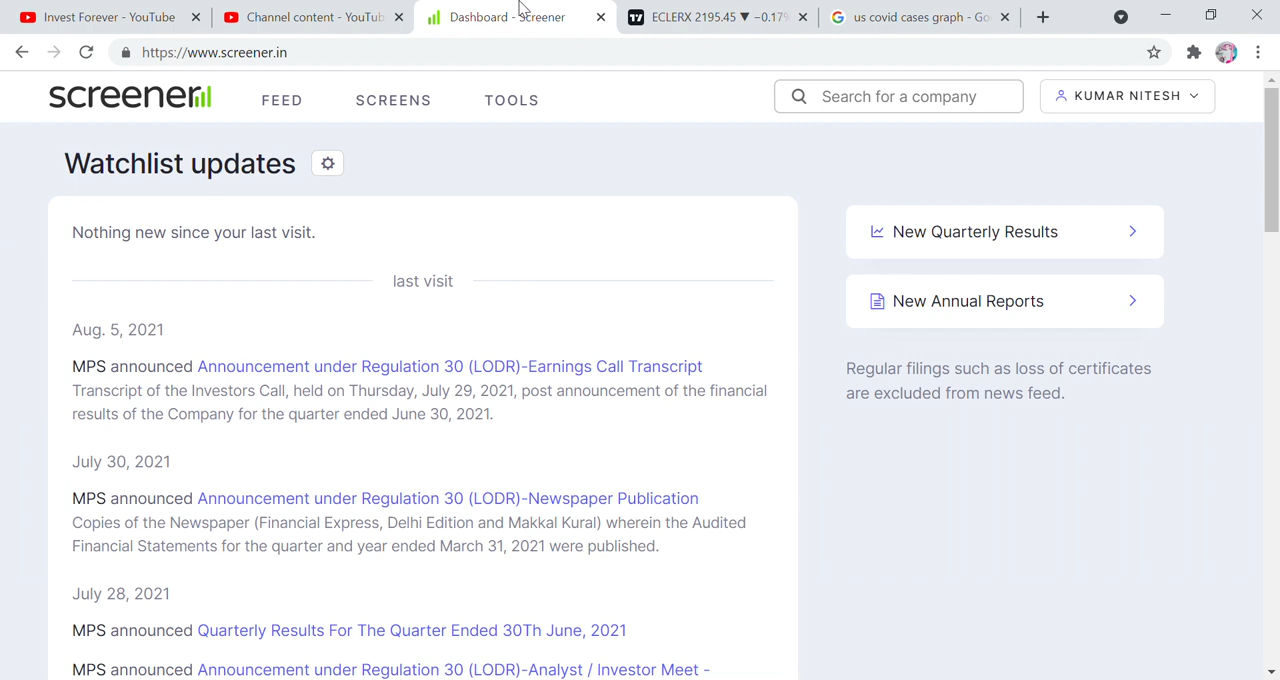 Invest Forever - YouTube
Channel content - YouTub
Dashboard - Screener
ECLERX 2195.45 ▼ −0.17%
us covid cases graph - Go
https://www.screener.in
screener
FEED
SCREENS
TOOLS
Search for a company
KUMAR NITESH
Watchlist updates
Nothing new since your last visit.
last visit
Aug. 5, 2021
MPS announced Announcement under Regulation 30 (LODR)-Earnings Call Transcript
Transcript of the Investors Call, held on Thursday, July 29, 2021, post announcement of the financial
results of the Company for the quarter ended June 30, 2021.
July 30, 2021
MPS announced Announcement under Regulation 30 (LODR)-Newspaper Publication
Copies of the Newspaper (Financial Express, Delhi Edition and Makkal Kural) wherein the Audited
Financial Statements for the quarter and year ended March 31, 2021 were published.
July 28, 2021
MPS announced Quarterly Results For The Quarter Ended 30Th June, 2021
MPS announced Announcement under Regulation 30 (LODR)-Analyst / Investor Meet -
New Quarterly Results
New Annual Reports
Regular filings such as loss of certificates
are excluded from news feed.